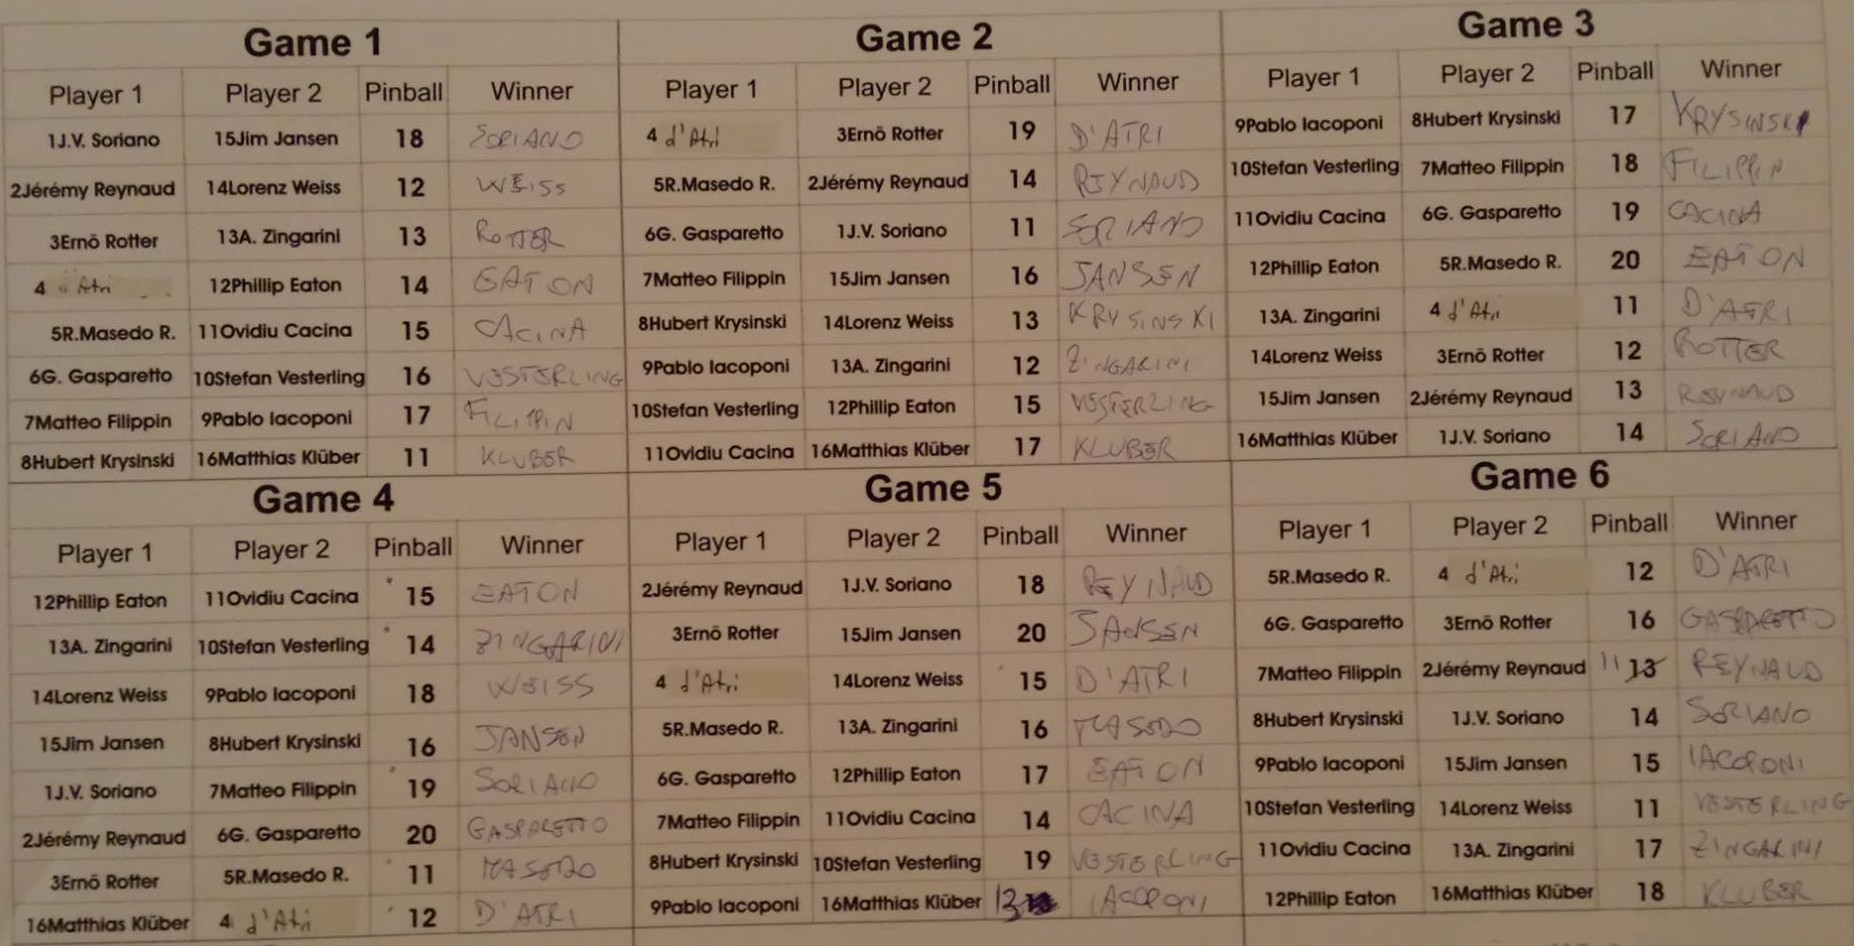 Game 1
Player 1 Player 2 Pinball Winner
1J.V. Soriano 15Jim Jansen 18 SORIANO
2Jérémy Reynaud 14Lorenz Weiss 12 WEISS
3Ernö Rotter 13A. Zingarini 13 ROTTER
4 Atri 12Phillip Eaton 14 EATON
5R.Masedo R. 11Ovidiu Cacina 15 CACINA
6G. Gasparetto 10Stefan Vesterling 16 VESTERLING
7Matteo Filippin 9Pablo Iacoponi 17 FILIPPIN
8Hubert Krysinski 16Matthias Klüber 11 KLUBER
Game 2
Player 1 Player 2 Pinball Winner
4 d'Atri 3Ernö Rotter 19 D'ATRI
5R.Masedo R. 2Jérémy Reynaud 14 REYNAUD
6G. Gasparetto 1J.V. Soriano 11 SORIANO
7Matteo Filippin 15Jim Jansen 16 JANSEN
8Hubert Krysinski 14Lorenz Weiss 13 KRYSINSKI
9Pablo Iacoponi 13A. Zingarini 12 ZINGARINI
10Stefan Vesterling 12Phillip Eaton 15 VESTERLING
11Ovidiu Cacina 16Matthias Klüber 17 KLUBER
Game 3
Player 1 Player 2 Pinball Winner
9Pablo Iacoponi 8Hubert Krysinski 17 KRYSINSKI
10Stefan Vesterling 7Matteo Filippin 18 FILIPPIN
11Ovidiu Cacina 6G. Gasparetto 19 CACINA
12Phillip Eaton 5R.Masedo R. 20 EATON
13A. Zingarini 4 d'Atri 11 D'ATRI
14Lorenz Weiss 3Ernö Rotter 12 ROTTER
15Jim Jansen 2Jérémy Reynaud 13 REYNAUD
16Matthias Klüber 1J.V. Soriano 14 SORIANO
Game 4
Player 1 Player 2 Pinball Winner
12Phillip Eaton 11Ovidiu Cacina 15 EATON
13A. Zingarini 10Stefan Vesterling 14 ZINGARINI
14Lorenz Weiss 9Pablo Iacoponi 18 WEISS
15Jim Jansen 8Hubert Krysinski 16 JANSEN
1J.V. Soriano 7Matteo Filippin 19 SORIANO
2Jérémy Reynaud 6G. Gasparetto 20 GASPARETTO
3Ernö Rotter 5R.Masedo R. 11 MASEDO
16Matthias Klüber 4 d'Atri 12 D'ATRI
Game 5
Player 1 Player 2 Pinball Winner
2Jérémy Reynaud 1J.V. Soriano 18 REYNAUD
3Ernö Rotter 15Jim Jansen 20 JANSEN
4 d'Atri 14Lorenz Weiss 15 D'ATRI
5R.Masedo R. 13A. Zingarini 16 MASEDO
6G. Gasparetto 12Phillip Eaton 17 EATON
7Matteo Filippin 11Ovidiu Cacina 14 CACINA
8Hubert Krysinski 10Stefan Vesterling 19 VESTERLING
9Pablo Iacoponi 16Matthias Klüber 13 IACOPONI
Game 6
Player 1 Player 2 Pinball Winner
5R.Masedo R. 4 d'Atri 12 D'ATRI
6G. Gasparetto 3Ernö Rotter 16 GASPARETTO
7Matteo Filippin 2Jérémy Reynaud 11 13 REYNAUD
8Hubert Krysinski 1J.V. Soriano 14 SORIANO
9Pablo Iacoponi 15Jim Jansen 15 IACOPONI
10Stefan Vesterling 14Lorenz Weiss 11 VESTERLING
11Ovidiu Cacina 13A. Zingarini 17 ZINGARINI
12Phillip Eaton 16Matthias Klüber 18 KLUBER